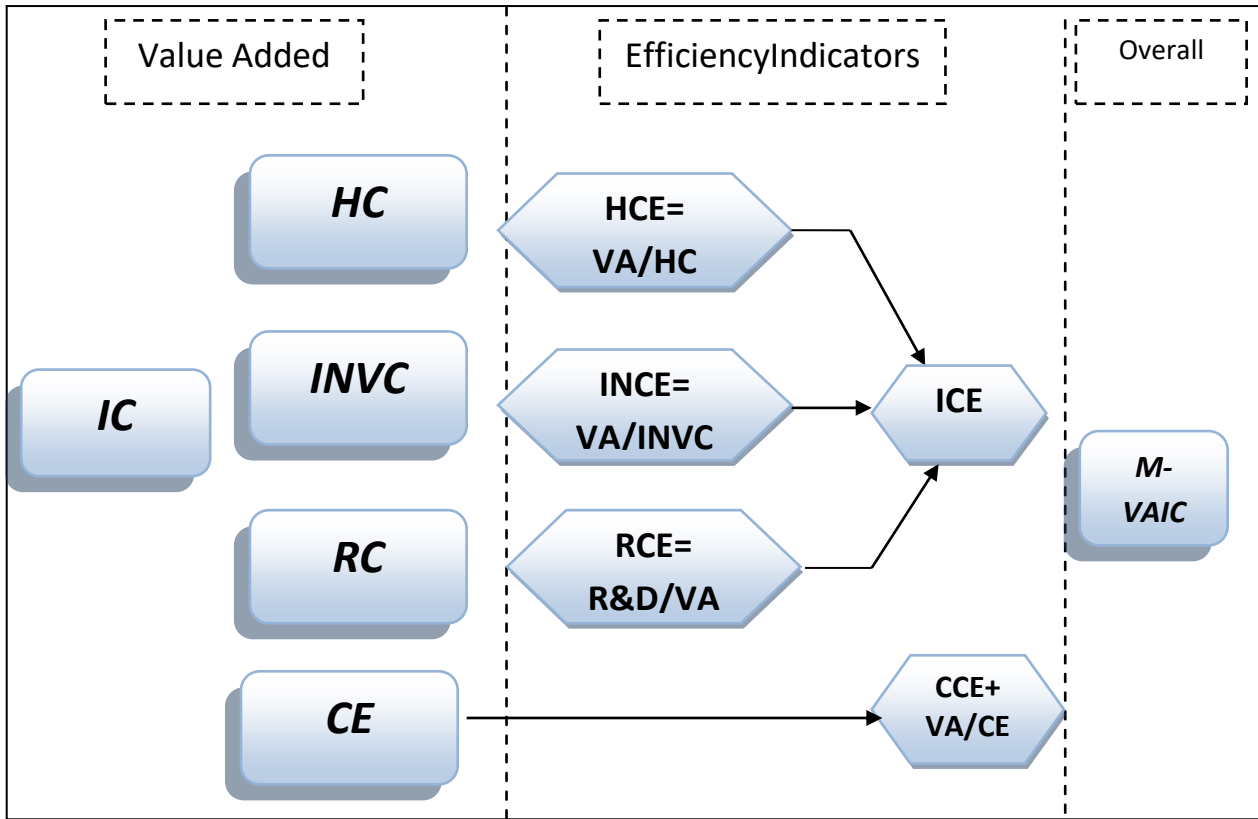 Value Added
EfficiencyIndicators
Overall
HC
HCE=
VA/HC
INVC
INCE=
VA/INVC
IC
ICE
M-
VAIC
RC
RCE=
R&D/VA
CE
CCE+
VA/CE